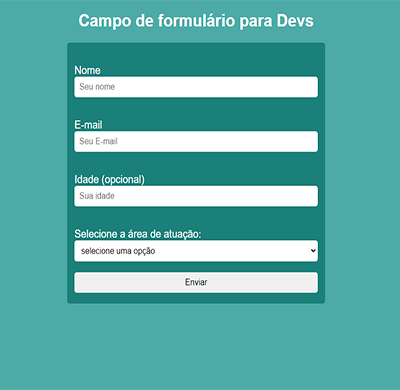 Campo de formulário para Devs
Nome
Seu nome
E-mail
Seu E-mail
Idade (opcional)
Sua idade
Selecione a área de atuação:
selecione uma opção
Enviar